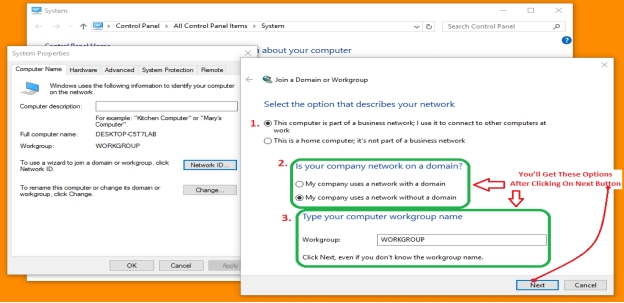 System
Control Panel > All Control Panel Items > System
Search Control Panel
Control Panel Home
about your computer
System Properties
Computer Name Hardware Advanced System Protection Remote
Windows uses the following information to identify your computer
on the network.
Computer description:
For example: "Kitchen Computer" or "Mary's
Computer"
Full computer name: DESKTOP-C5T7LAB
Workgroup: WORKGROUP
To use a wizard to join a domain or workgroup, click
Network ID.
Network ID...
To rename this computer or change its domain or
workgroup, click Change.
Change...
OK Cancel Apply
Join a Domain or Workgroup
Select the option that describes your network
1. This computer is part of a business network; I use it to connect to other computers at
work
This is a home computer; it's not part of a business network
2. Is your company network on a domain?
My company uses a network with a domain
My company uses a network without a domain
You'll Get These Options
After Clicking On Next Button
3. Type your computer workgroup name
Workgroup: WORKGROUP
Click Next, even if you don't know the workgroup name.
Next Cancel